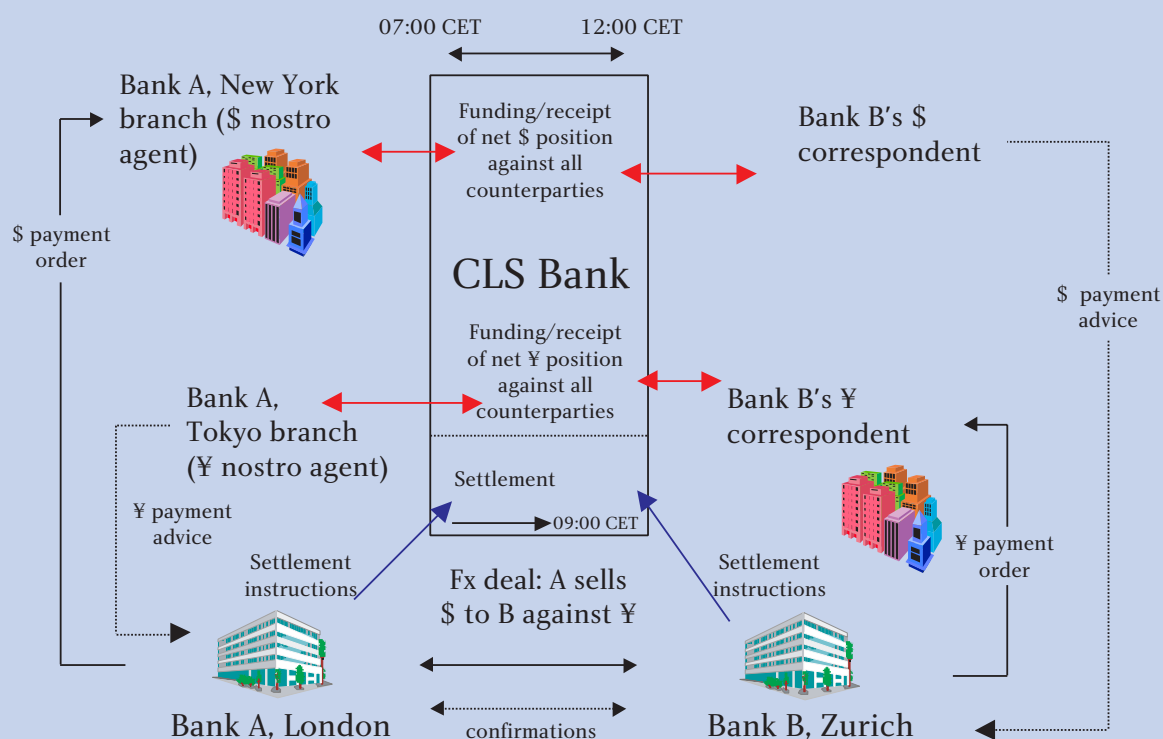 07:00 CET
12:00 CET
Bank A, New York
branch ($ nostro
agent)
Funding/receipt
of net $ position
against all
counterparties
Bank B's $
correspondent
$ payment
order
CLS Bank
$ payment
advice
Funding/receipt
of net ¥ position
against all
counterparties
Bank A,
Tokyo branch
(¥ nostro agent)
Bank B's ¥
correspondent
Settlement
09:00 CET
¥ payment
advice
¥ payment
order
Settlement
instructions
Fx deal: A sells
$ to B against ¥
Settlement
instructions
Bank A, London
confirmations
Bank B, Zurich